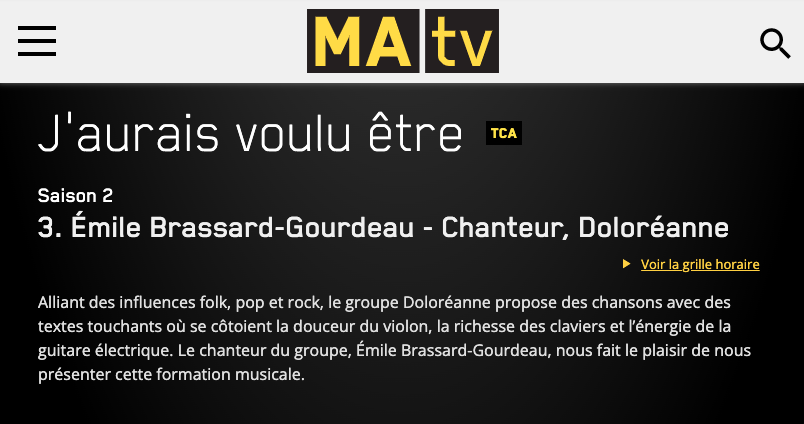 MAtv
J'aurais voulu être TCA
Saison 2
3. Émile Brassard-Gourdeau - Chanteur, Doloréanne
Voir la grille horaire
Alliant des influences folk, pop et rock, le groupe Doloréanne propose des chansons avec des
textes touchants où se côtoient la douceur du violon, la richesse des claviers et l’énergie de la
guitare électrique. Le chanteur du groupe, Émile Brassard-Gourdeau, nous fait le plaisir de nous
présenter cette formation musicale.